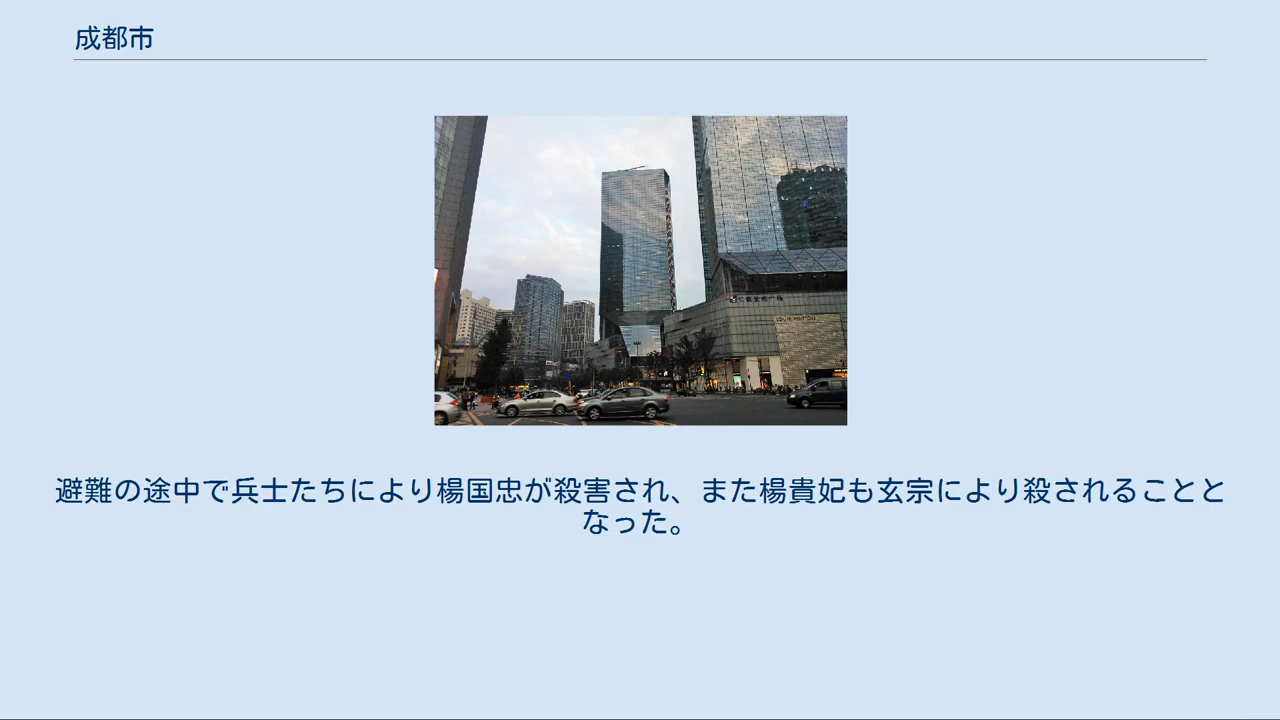 成都市
LOUIS VUITTON
避難の途中で兵士たちにより楊国忠が殺害され、また楊貴妃も玄宗により殺されることと
なった。